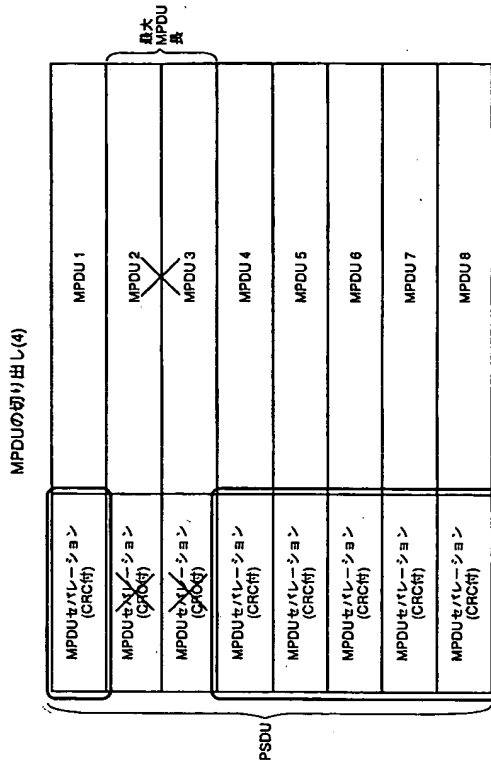 MPDUの切り出し(4)
PSDU
MPDUセパレーション
(CRC付)
MPDU 1
MPDUセパレーション
(CRC付)
MPDU 2
MPDUセパレーション
(CRC付)
MPDU 3
最大
MPDU
長
MPDUセパレーション
(CRC付)
MPDU 4
MPDUセパレーション
(CRC付)
MPDU 5
MPDUセパレーション
(CRC付)
MPDU 6
MPDUセパレーション
(CRC付)
MPDU 7
MPDUセパレーション
(CRC付)
MPDU 8